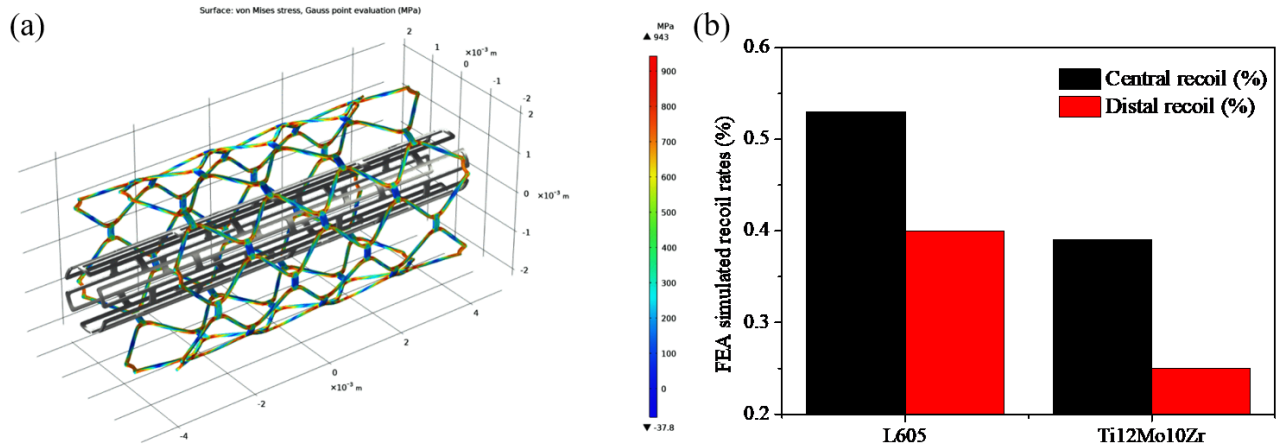 (a)
Surface: von Mises stress, Gauss point evaluation (MPa)
2
1
×10⁻³ m
0
-1
-2
2
1
0
×10⁻³ m
-1
-2
4
2
0
×10⁻³ m
-2
-4
MPa
▲ 943
900
800
700
600
500
400
300
200
100
0
▼ -37.8
(b)
0.6
0.5
0.4
0.3
0.2
FEA simulated recoil rates (%)
Central recoil (%)
Distal recoil (%)
L605
Ti12Mo10Zr